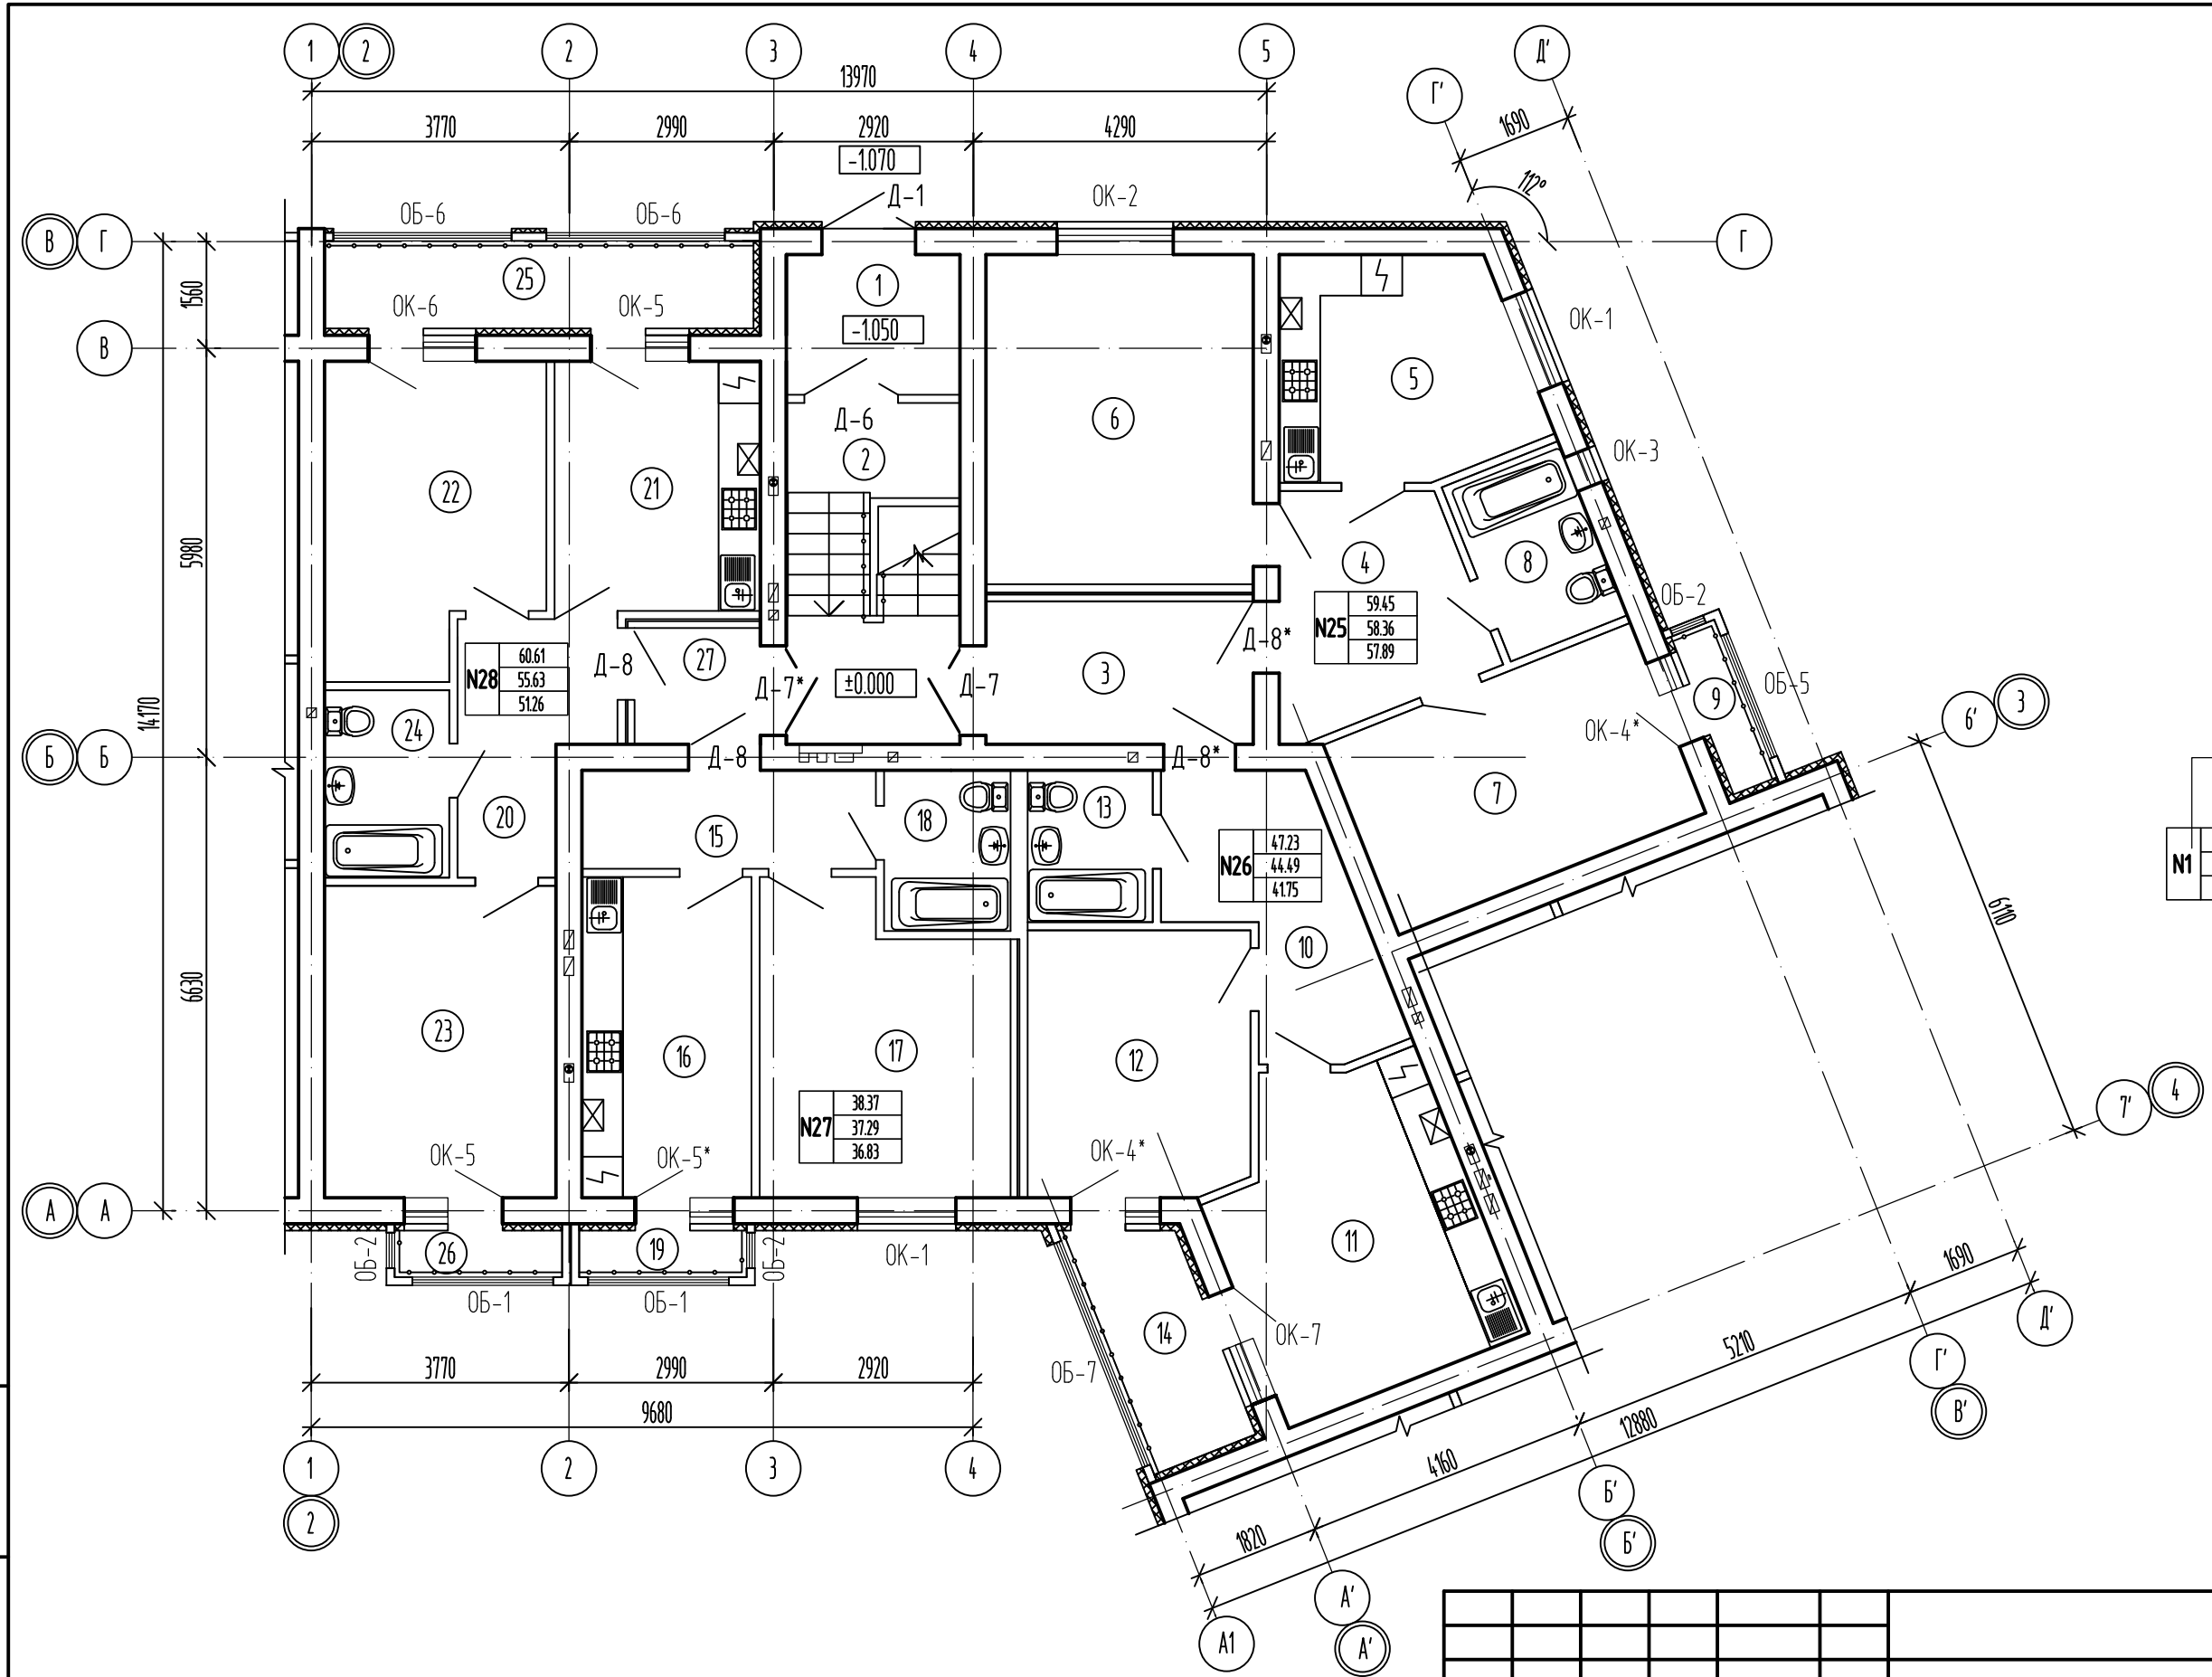 1 2 2 3 4 5 Д'
Г'
13970
3770 2990 2920 4290 1690
-1.070
112°
Д-1 ОК-2
ОБ-6 ОБ-6
В Г Г
25 1
1560 ОК-6 ОК-5 -1.050 ОК-1
В
5
Д-6 6
2 ОК-3
22 21
5980
4 8
ОБ-2
N25 59.45
58.36
57.89
Д-8*
N28 60.61
55.63
51.26
Д-8 27 3
Д-7* ±0.000 Д-7 ОБ-5
9
6' 3
14170
24 ОК-4*
Б Б
Д-8 Д-8*
7
20 15 18 13
N26 47.23
44.49
41.75
N1
6110
10
6630
23 16 17 12
7' 4
N27 38.37
37.29
36.83
ОК-5 ОК-5* ОК-4*
А А
26 19 11
ОБ-2 ОБ-2 ОК-1
ОБ-1 ОБ-1
1690
14 ОК-7
Д'
5210
Г'
3770 2990 2920 ОБ-7
В'
9680
12880
4160
1 2 3 4
Б'
2
1820
Б'
А'
А1 А'